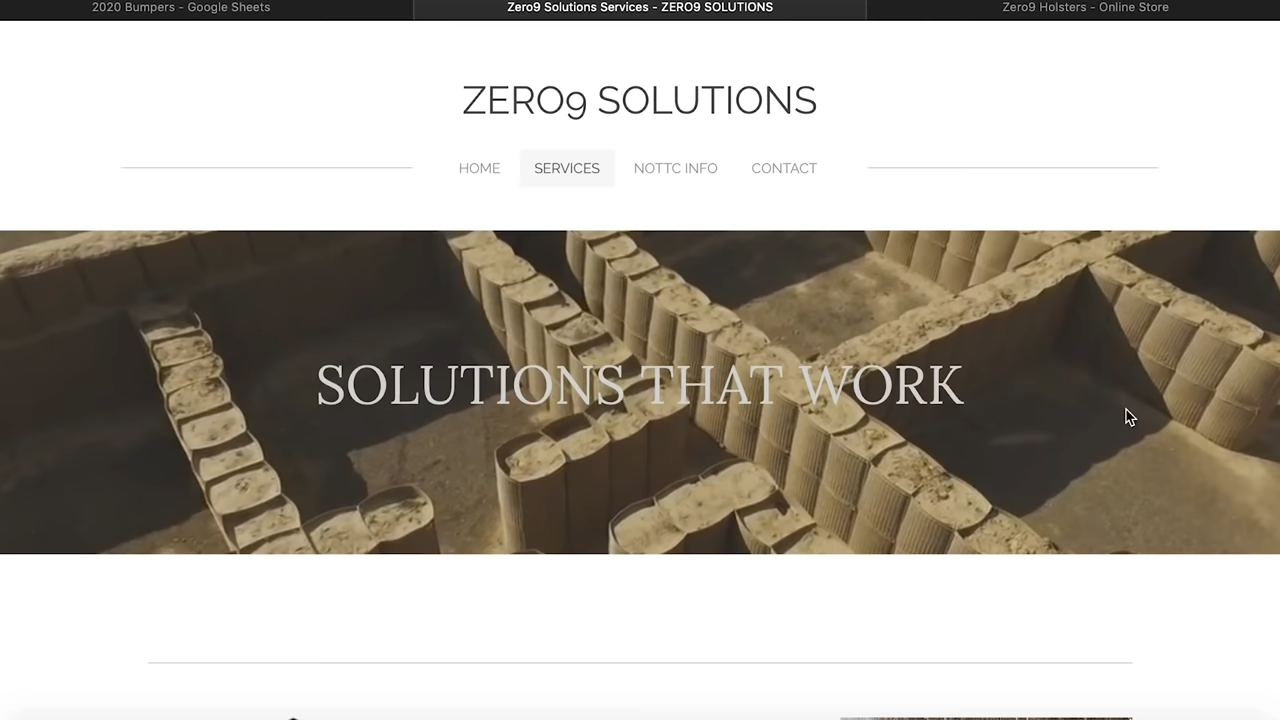 2020 Bumpers - Google Sheets
Zero9 Solutions Services - ZERO9 SOLUTIONS
Zero9 Holsters - Online Store
ZERO9 SOLUTIONS
HOME
SERVICES
NOTTC INFO
CONTACT
SOLUTIONS THAT WORK